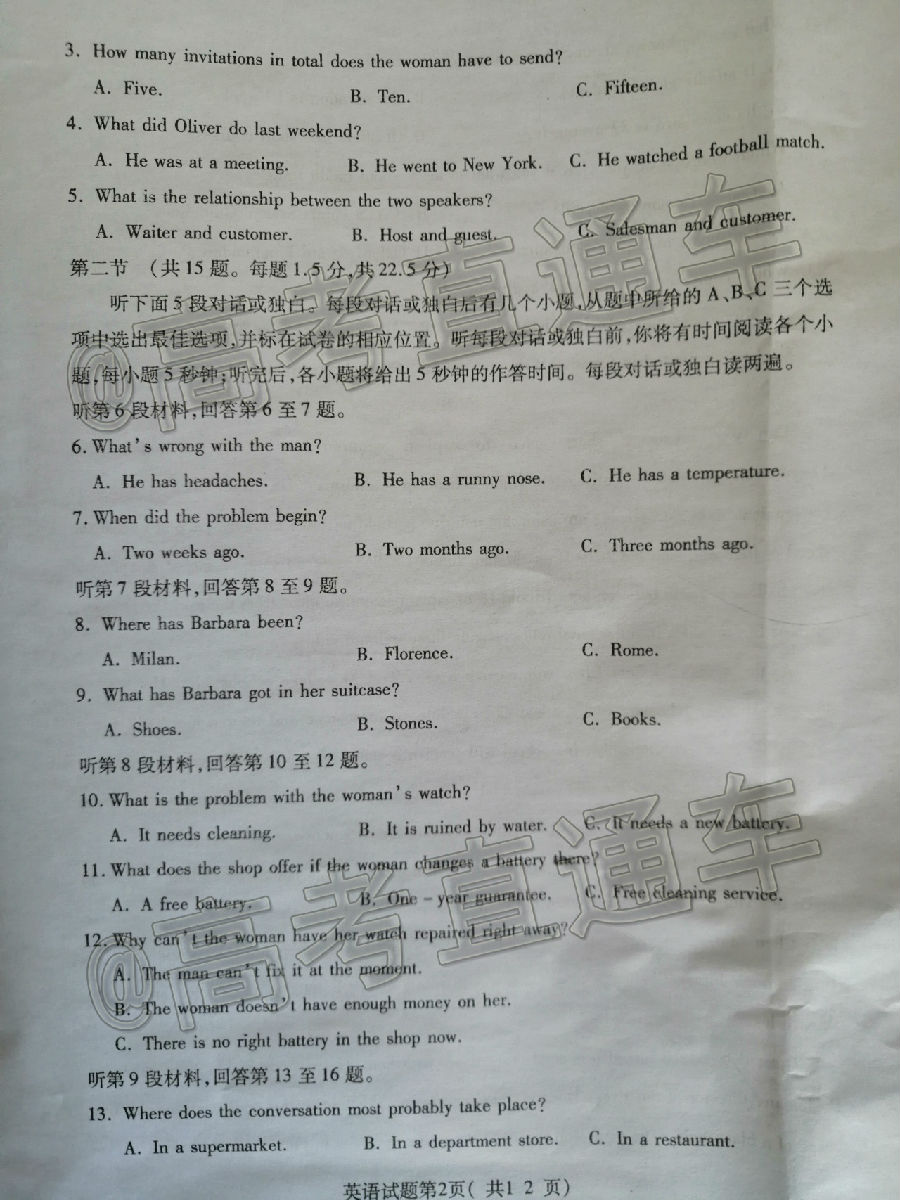 3. How many invitations in total does the woman have to send?
A. Five. B. Ten. C. Fifteen.
4. What did Oliver do last weekend?
A. He was at a meeting. B. He went to New York. C. He watched a football match.
5. What is the relationship between the two speakers?
A. Waiter and customer. B. Host and guest. C. Salesman and customer.
第二节 (共15题。每题1.5分,共22.5分)
听下面5段对话或独白。每段对话或独白后有几个小题,从题中所给的A、B、C三个选
项中选出最佳选项,并标在试卷的相应位置。听每段对话或独白前,你将有时间阅读各个小
题,每小题5秒钟;听完后,各小题将给出5秒钟的作答时间。每段对话或独白读两遍。
听第6段材料,回答第6至7题。
6. What's wrong with the man?
A. He has headaches. B. He has a runny nose. C. He has a temperature.
7. When did the problem begin?
A. Two weeks ago. B. Two months ago. C. Three months ago.
听第7段材料,回答第8至9题。
8. Where has Barbara been?
A. Milan. B. Florence. C. Rome.
9. What has Barbara got in her suitcase?
A. Shoes. B. Stones. C. Books.
听第8段材料,回答第10至12题。
10. What is the problem with the woman's watch?
A. It needs cleaning. B. It is ruined by water. C. It needs a new battery.
11. What does the shop offer if the woman changes a battery there?
A. A free battery. B. One-year guarantee. C. Free cleaning service.
12. Why can't the woman have her watch repaired right away?
A. The man can't fix it at the moment.
B. The woman doesn't have enough money on her.
C. There is no right battery in the shop now.
听第9段材料,回答第13至16题。
13. Where does the conversation most probably take place?
A. In a supermarket. B. In a department store. C. In a restaurant.
英语试题第2页( 共1 2 页)
@高考直通车
@高考直通车